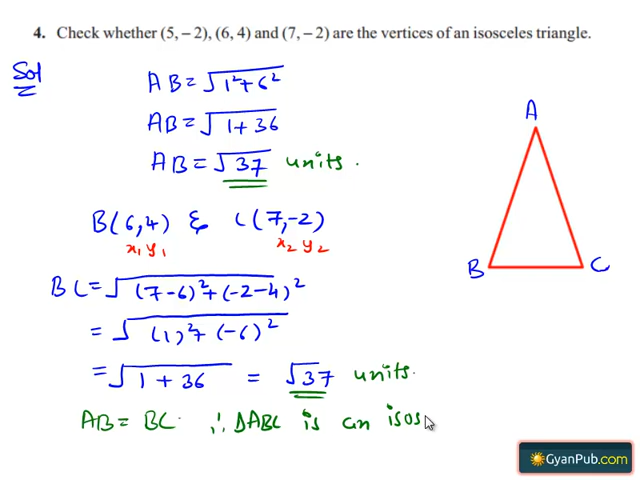 4. Check whether (5, – 2), (6, 4) and (7, – 2) are the vertices of an isosceles triangle.
Sol
AB = √1²+6²
AB = √1+36
AB = √37 units.
A
B(6,4) & C(7,-2)
x₁ y₁ x₂ y₂
B C
BC = √(7-6)²+(-2-4)²
= √(1)²+(-6)²
= √1 + 36 = √37 units.
AB = BC. ∴ ΔABC is an isos
GyanPub.com